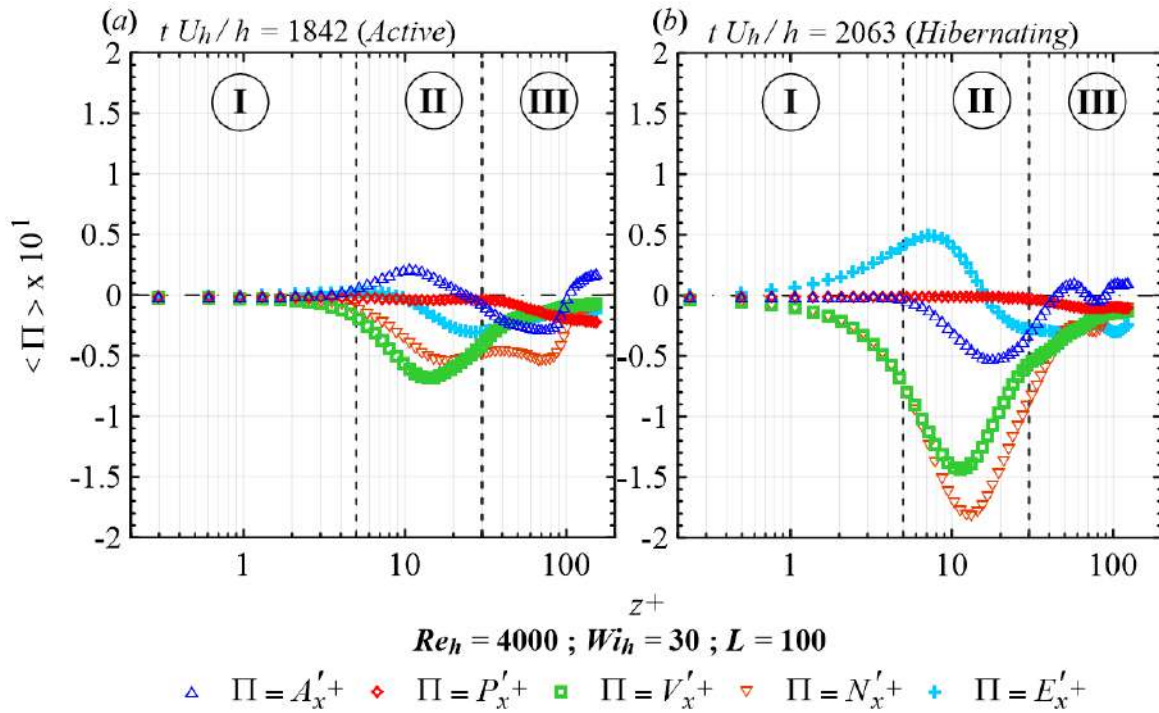 (a) t U_h / h = 1842 (Active)
(b) t U_h / h = 2063 (Hibernating)
I II III
I II III
2
1.5
1
0.5
0
-0.5
-1
-1.5
-2
2
1.5
1
0.5
0
-0.5
-1
-1.5
-2
< Π > x 10^1
1 10 100
1 10 100
z^+
Re_h = 4000 ; Wi_h = 30 ; L = 100
Π = A'_x^+ Π = P'_x^+ Π = V'_x^+ Π = N'_x^+ Π = E'_x^+